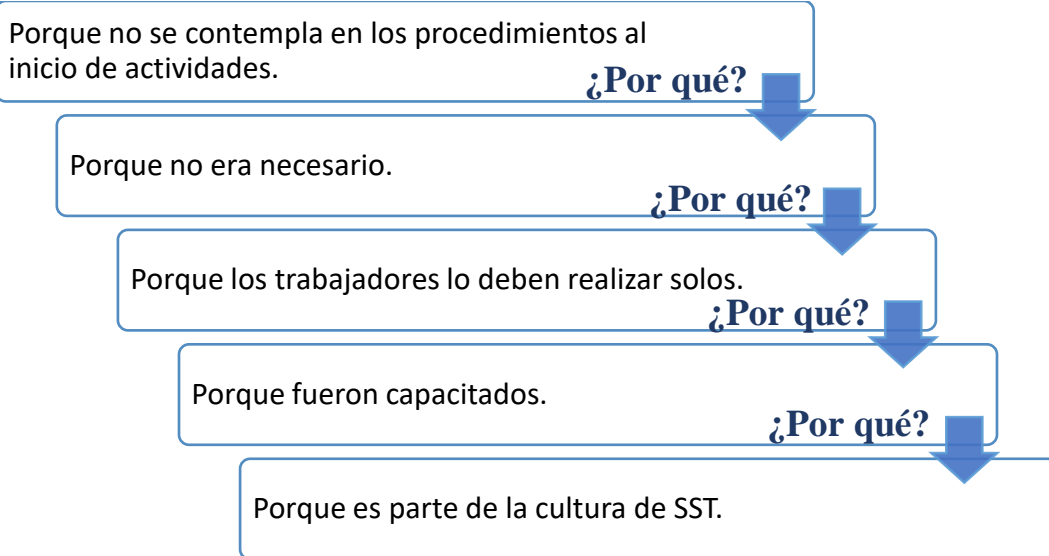 Porque no se contempla en los procedimientos al
inicio de actividades.
¿Por qué?
Porque no era necesario.
¿Por qué?
Porque los trabajadores lo deben realizar solos.
¿Por qué?
Porque fueron capacitados.
¿Por qué?
Porque es parte de la cultura de SST.